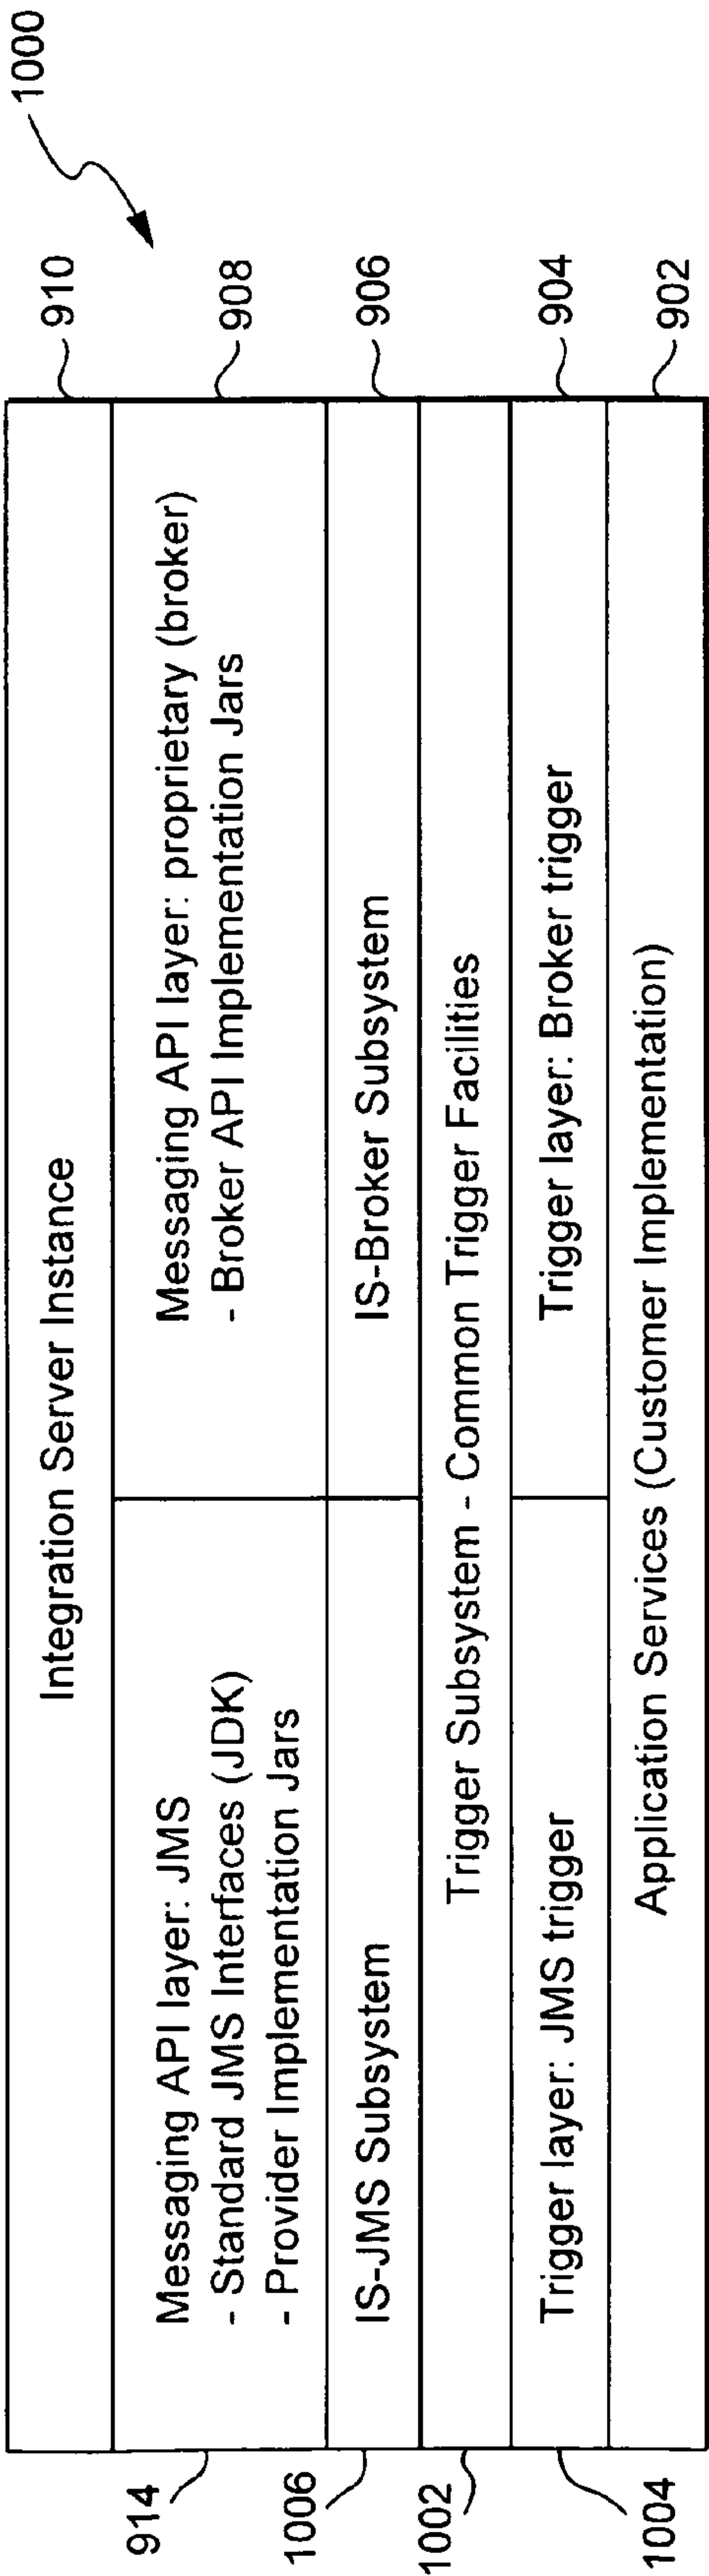 1000
Integration Server Instance
910
914
Messaging API layer: JMS
- Standard JMS Interfaces (JDK)
- Provider Implementation Jars
Messaging API layer: proprietary (broker)
- Broker API Implementation Jars
908
1006
IS-JMS Subsystem
IS-Broker Subsystem
906
1002
Trigger Subsystem - Common Trigger Facilities
1004
Trigger layer: JMS trigger
Trigger layer: Broker trigger
904
Application Services (Customer Implementation)
902